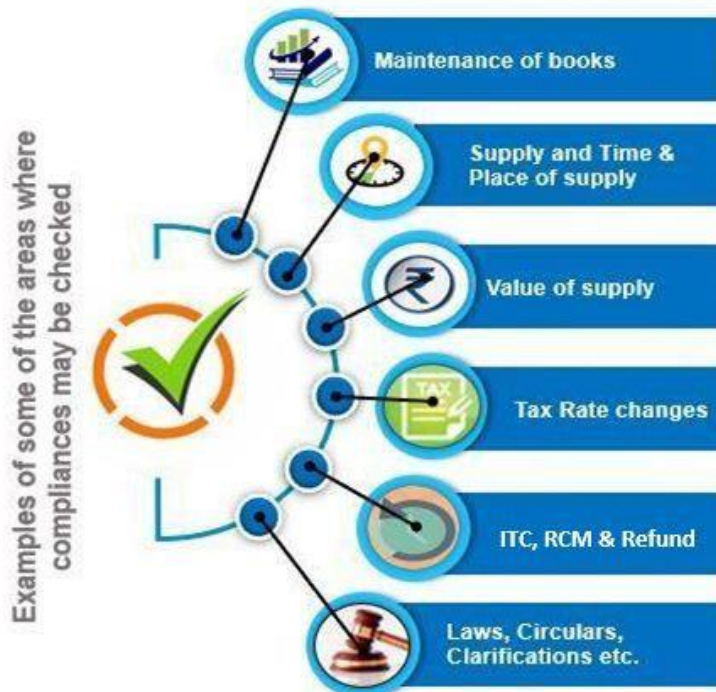 Examples of some of the areas where
compliances may be checked
Maintenance of books
Supply and Time &
Place of supply
Value of supply
TAX
Tax Rate changes
ITC, RCM & Refund
Laws, Circulars,
Clarifications etc.